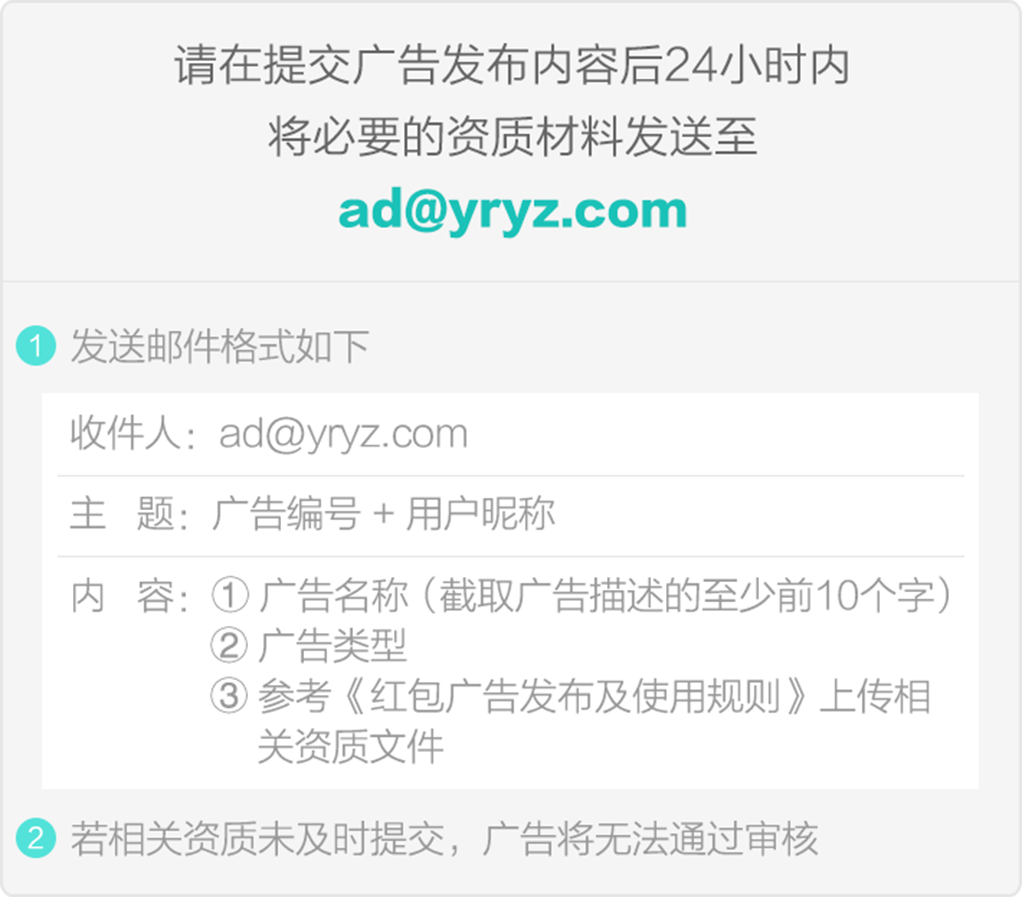 请在提交广告发布内容后24小时内
将必要的资质材料发送至
ad@yryz.com
1 发送邮件格式如下
收件人：ad@yryz.com
主 题：广告编号 + 用户昵称
内 容：① 广告名称（截取广告描述的至少前10个字）
② 广告类型
③ 参考《红包广告发布及使用规则》上传相
关资质文件
2 若相关资质未及时提交，广告将无法通过审核